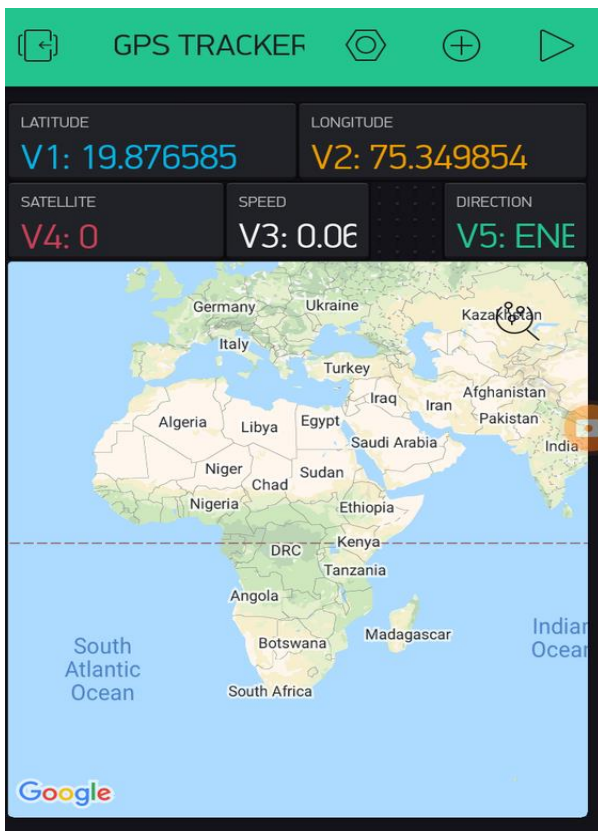 GPS TRACKER
LATITUDE
V1: 19.876585
LONGITUDE
V2: 75.349854
SATELLITE
V4: 0
SPEED
V3: 0.06
DIRECTION
V5: ENE
Germany
Ukraine
Kazakhstan
Italy
Turkey
Iraq
Iran
Afghanistan
Pakistan
India
Algeria
Libya
Egypt
Saudi Arabia
Niger
Chad
Sudan
Nigeria
Ethiopia
DRC
Kenya
Tanzania
Angola
Botswana
Madagascar
South Africa
South
Atlantic
Ocean
Indian
Ocean
Google